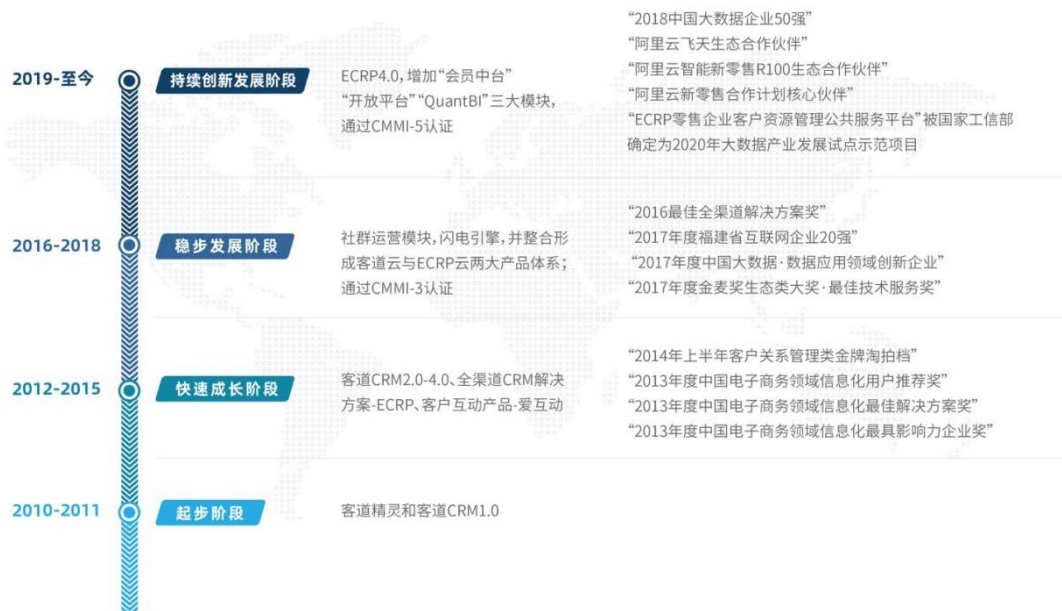 2019-至今
持续创新发展阶段
ECRP4.0，增加“会员中台”
“开放平台”“QuantBI”三大模块，
通过CMMI-5认证
“2018中国大数据企业50强”
“阿里云飞天生态合作伙伴”
“阿里云智能新零售R100生态合作伙伴”
“阿里云新零售合作计划核心伙伴”
“ECRP零售企业客户资源管理公共服务平台”被国家工信部
确定为2020年大数据产业发展试点示范项目
2016-2018
稳步发展阶段
社群运营模块，闪电引擎，并整合形
成客道云与ECRP云两大产品体系；
通过CMMI-3认证
“2016最佳全渠道解决方案奖”
“2017年度福建省互联网企业20强”
“2017年度中国大数据·数据应用领域创新企业”
“2017年度金麦奖生态类大奖·最佳技术服务奖”
2012-2015
快速成长阶段
客道CRM2.0-4.0、全渠道CRM解决
方案-ECRP、客户互动产品-爱互动
“2014年上半年客户关系管理类金牌淘拍档”
“2013年度中国电子商务领域信息化用户推荐奖”
“2013年度中国电子商务领域信息化最佳解决方案奖”
“2013年度中国电子商务领域信息化最具影响力企业奖”
2010-2011
起步阶段
客道精灵和客道CRM1.0